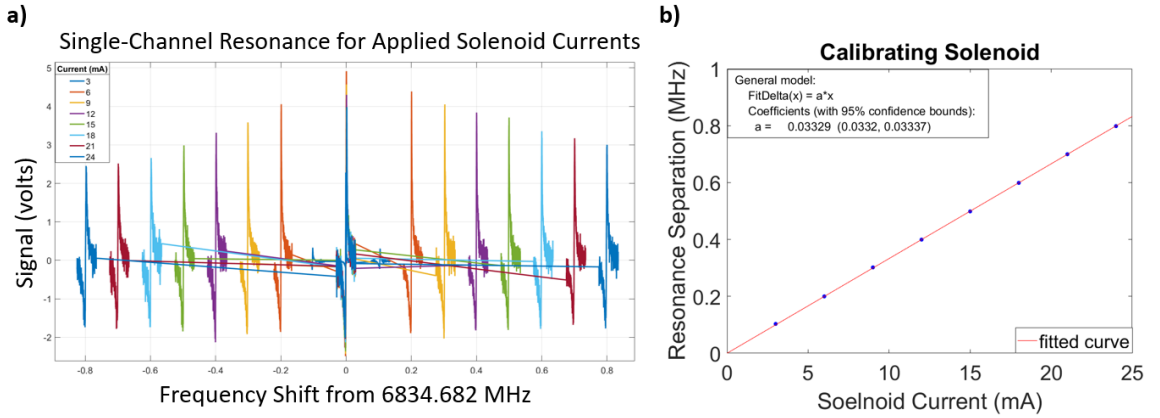 a)
Single-Channel Resonance for Applied Solenoid Currents
Current (mA)
3
6
9
12
15
18
21
24
5
4
3
2
1
0
-1
-2
Signal (volts)
-0.8 -0.6 -0.4 -0.2 0 0.2 0.4 0.6 0.8
Frequency Shift from 6834.682 MHz
b)
Calibrating Solenoid
General model:
FitDelta(x) = a*x
Coefficients (with 95% confidence bounds):
a = 0.03329 (0.0332, 0.03337)
1
0.8
0.6
0.4
0.2
0
Resonance Separation (MHz)
fitted curve
0 5 10 15 20 25
Soelnoid Current (mA)